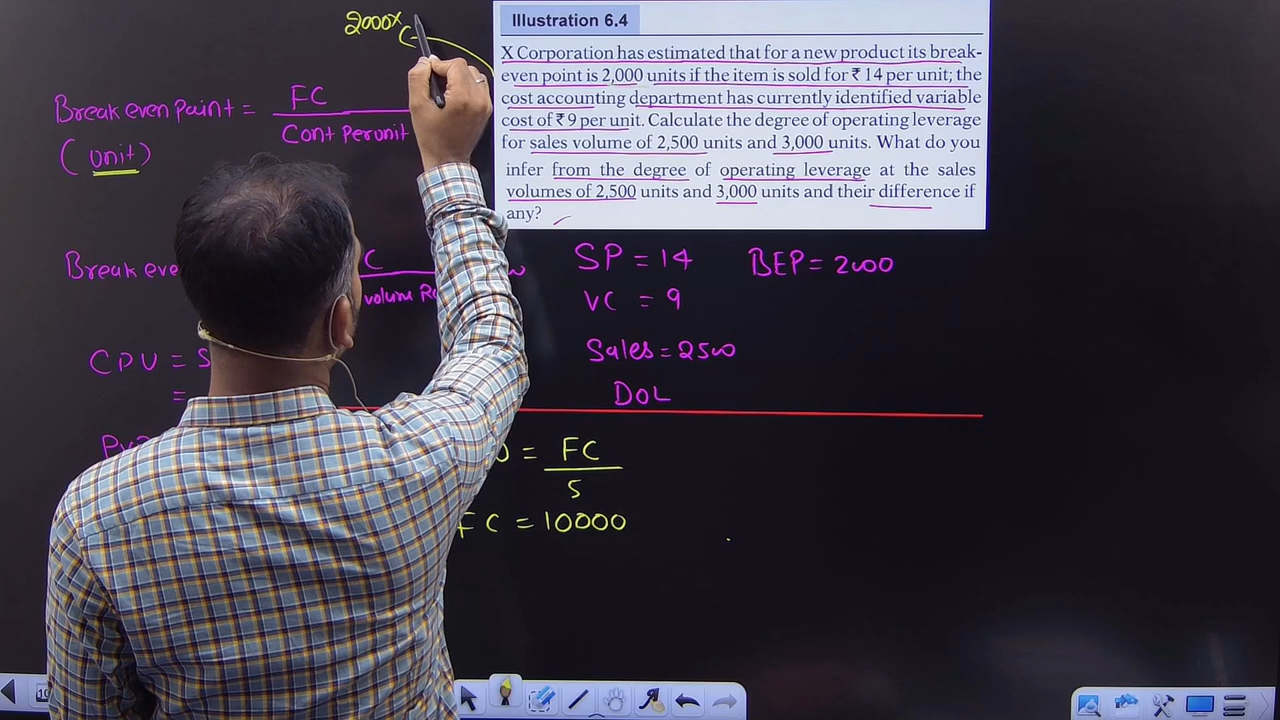 2000x
Illustration 6.4
X Corporation has estimated that for a new product its break-
even point is 2,000 units if the item is sold for ₹ 14 per unit; the
cost accounting department has currently identified variable
cost of ₹ 9 per unit. Calculate the degree of operating leverage
for sales volume of 2,500 units and 3,000 units. What do you
infer from the degree of operating leverage at the sales
volumes of 2,500 units and 3,000 units and their difference if
any?
Break even Point = FC
Cont Per unit
(unit)
Break eve
C
volume R
SP = 14
BEP = 2000
VC = 9
CPU = S
=
Sales = 2500
DOL
= FC
5
FC = 10000